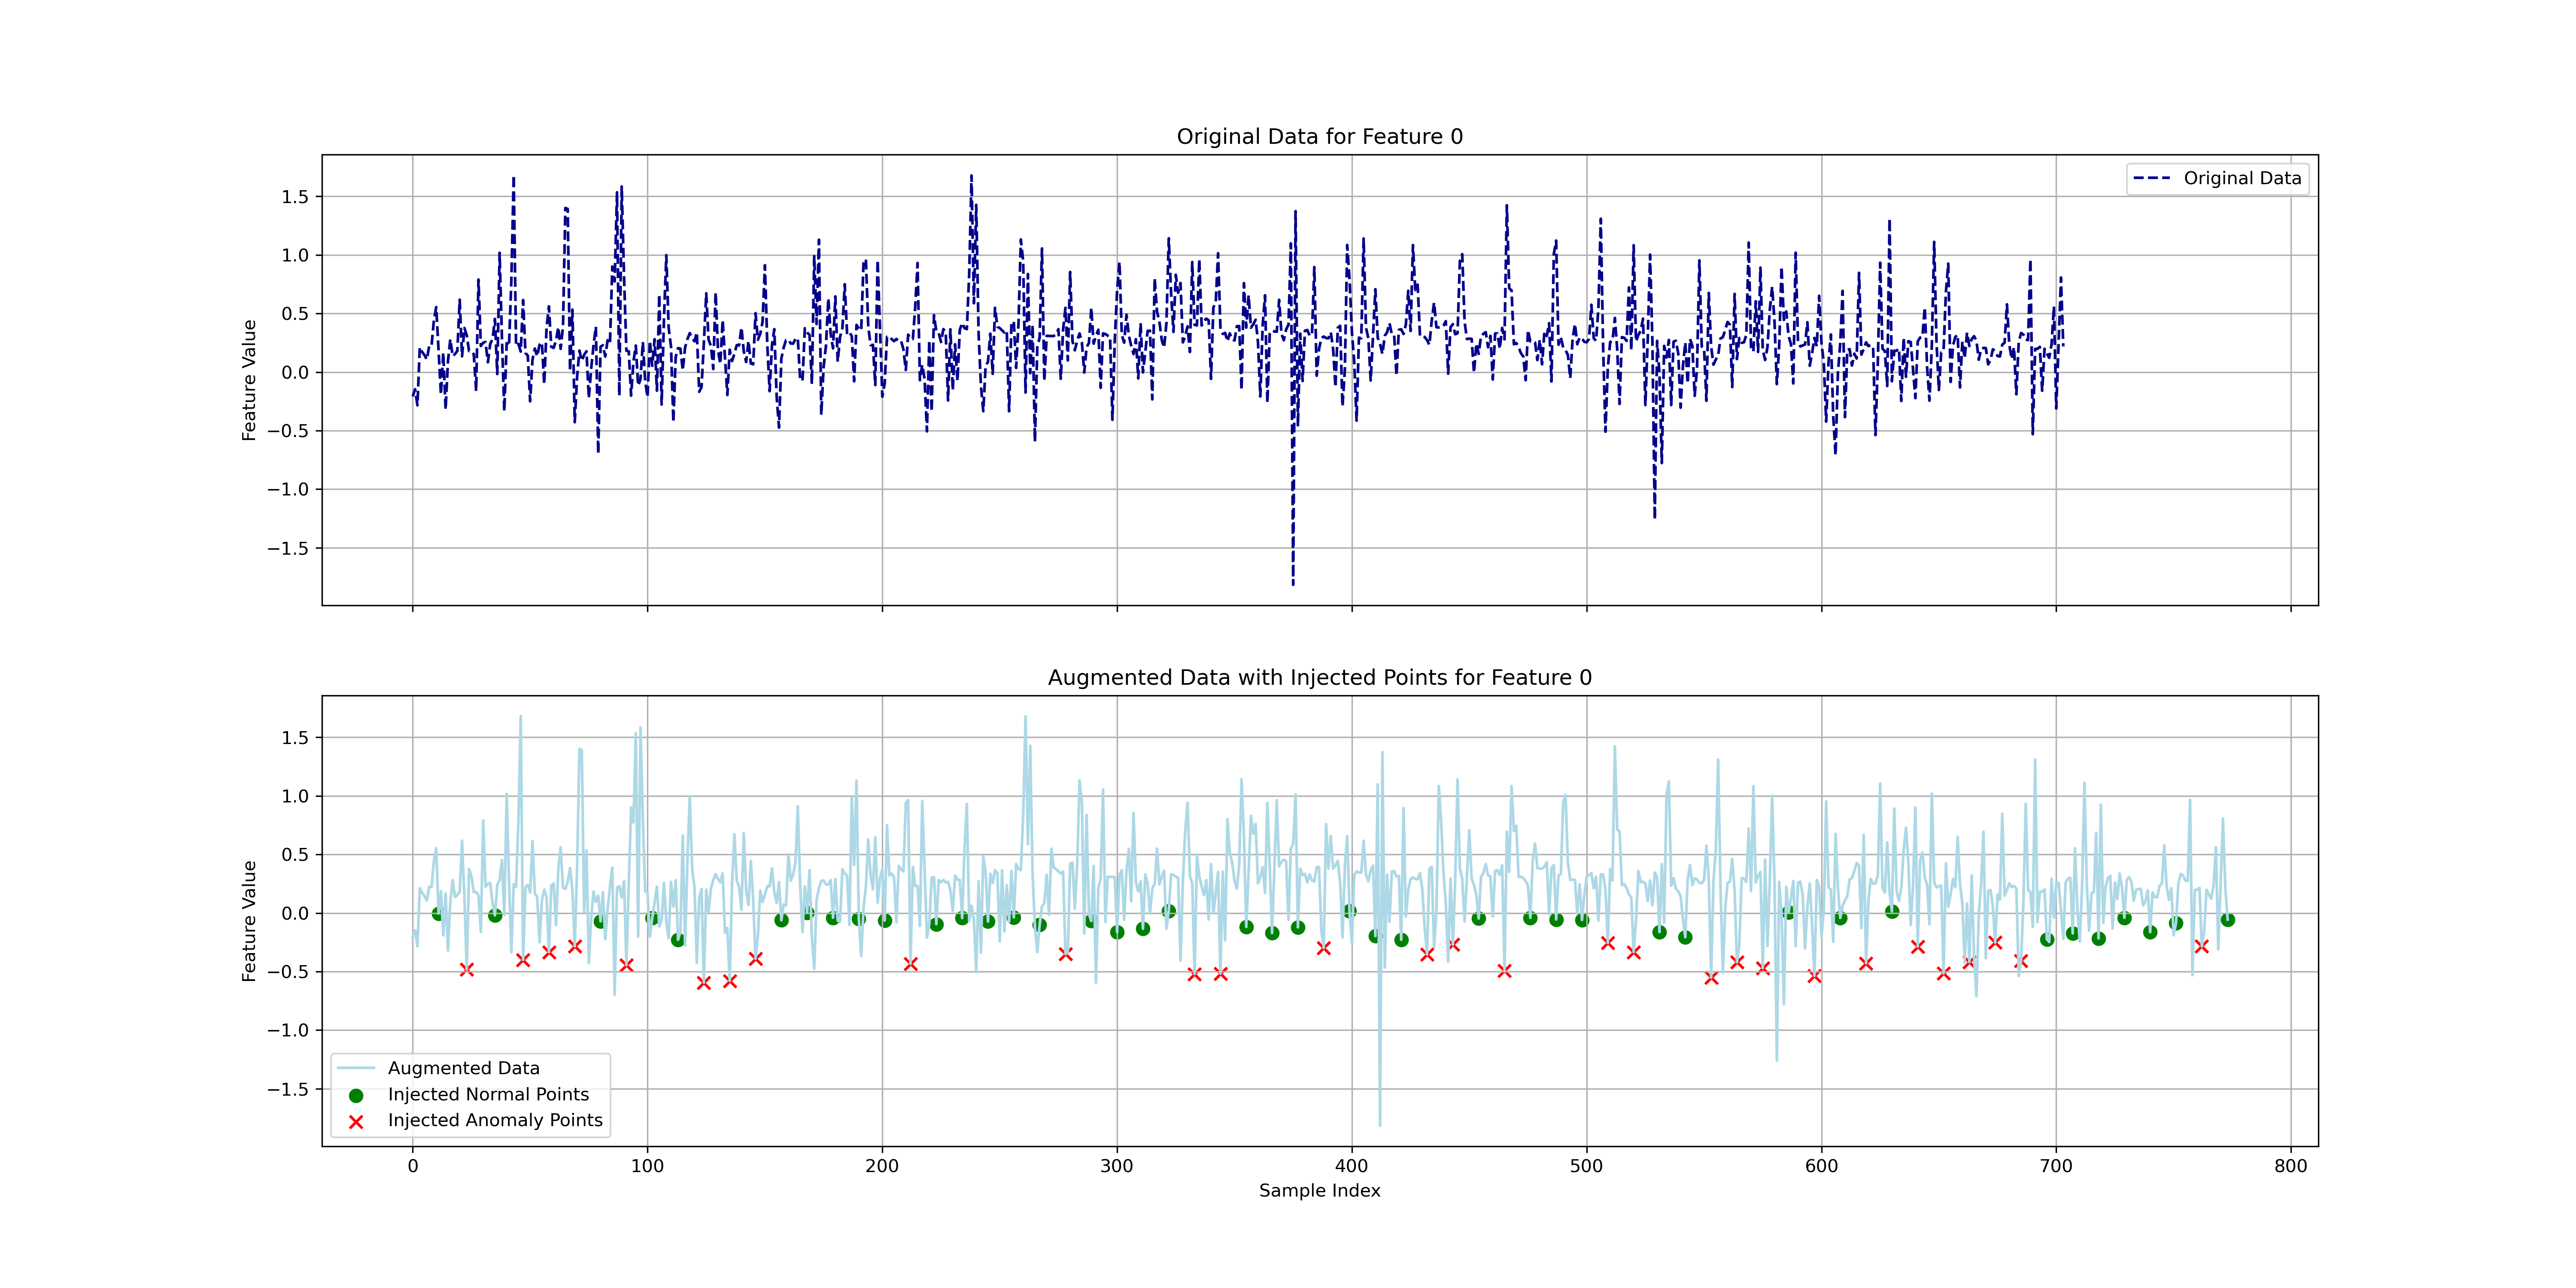 Original Data for Feature 0
Original Data
Feature Value
1.5
1.0
0.5
0.0
−0.5
−1.0
−1.5
Augmented Data with Injected Points for Feature 0
Feature Value
1.5
1.0
0.5
0.0
−0.5
−1.0
−1.5
Augmented Data
Injected Normal Points
Injected Anomaly Points
0 100 200 300 400 500 600 700 800
Sample Index